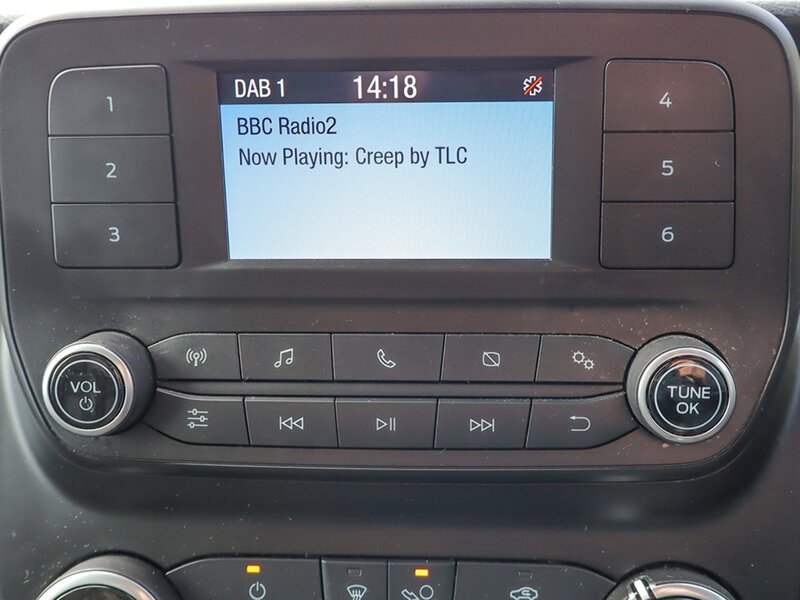 DAB 1 14:18
BBC Radio2
Now Playing: Creep by TLC
1
2
3
4
5
6
VOL
TUNE
OK